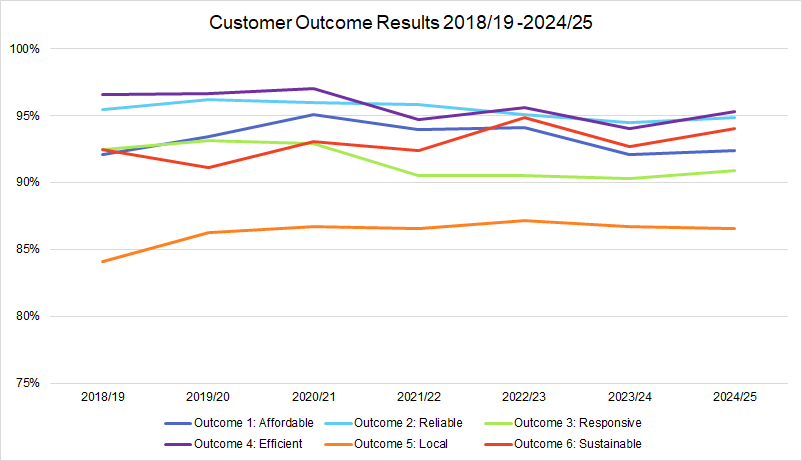 Customer Outcome Results 2018/19 -2024/25
100%
95%
90%
85%
80%
75%
2018/19 2019/20 2020/21 2021/22 2022/23 2023/24 2024/25
Outcome 1: Affordable Outcome 2: Reliable Outcome 3: Responsive
Outcome 4: Efficient Outcome 5: Local Outcome 6: Sustainable